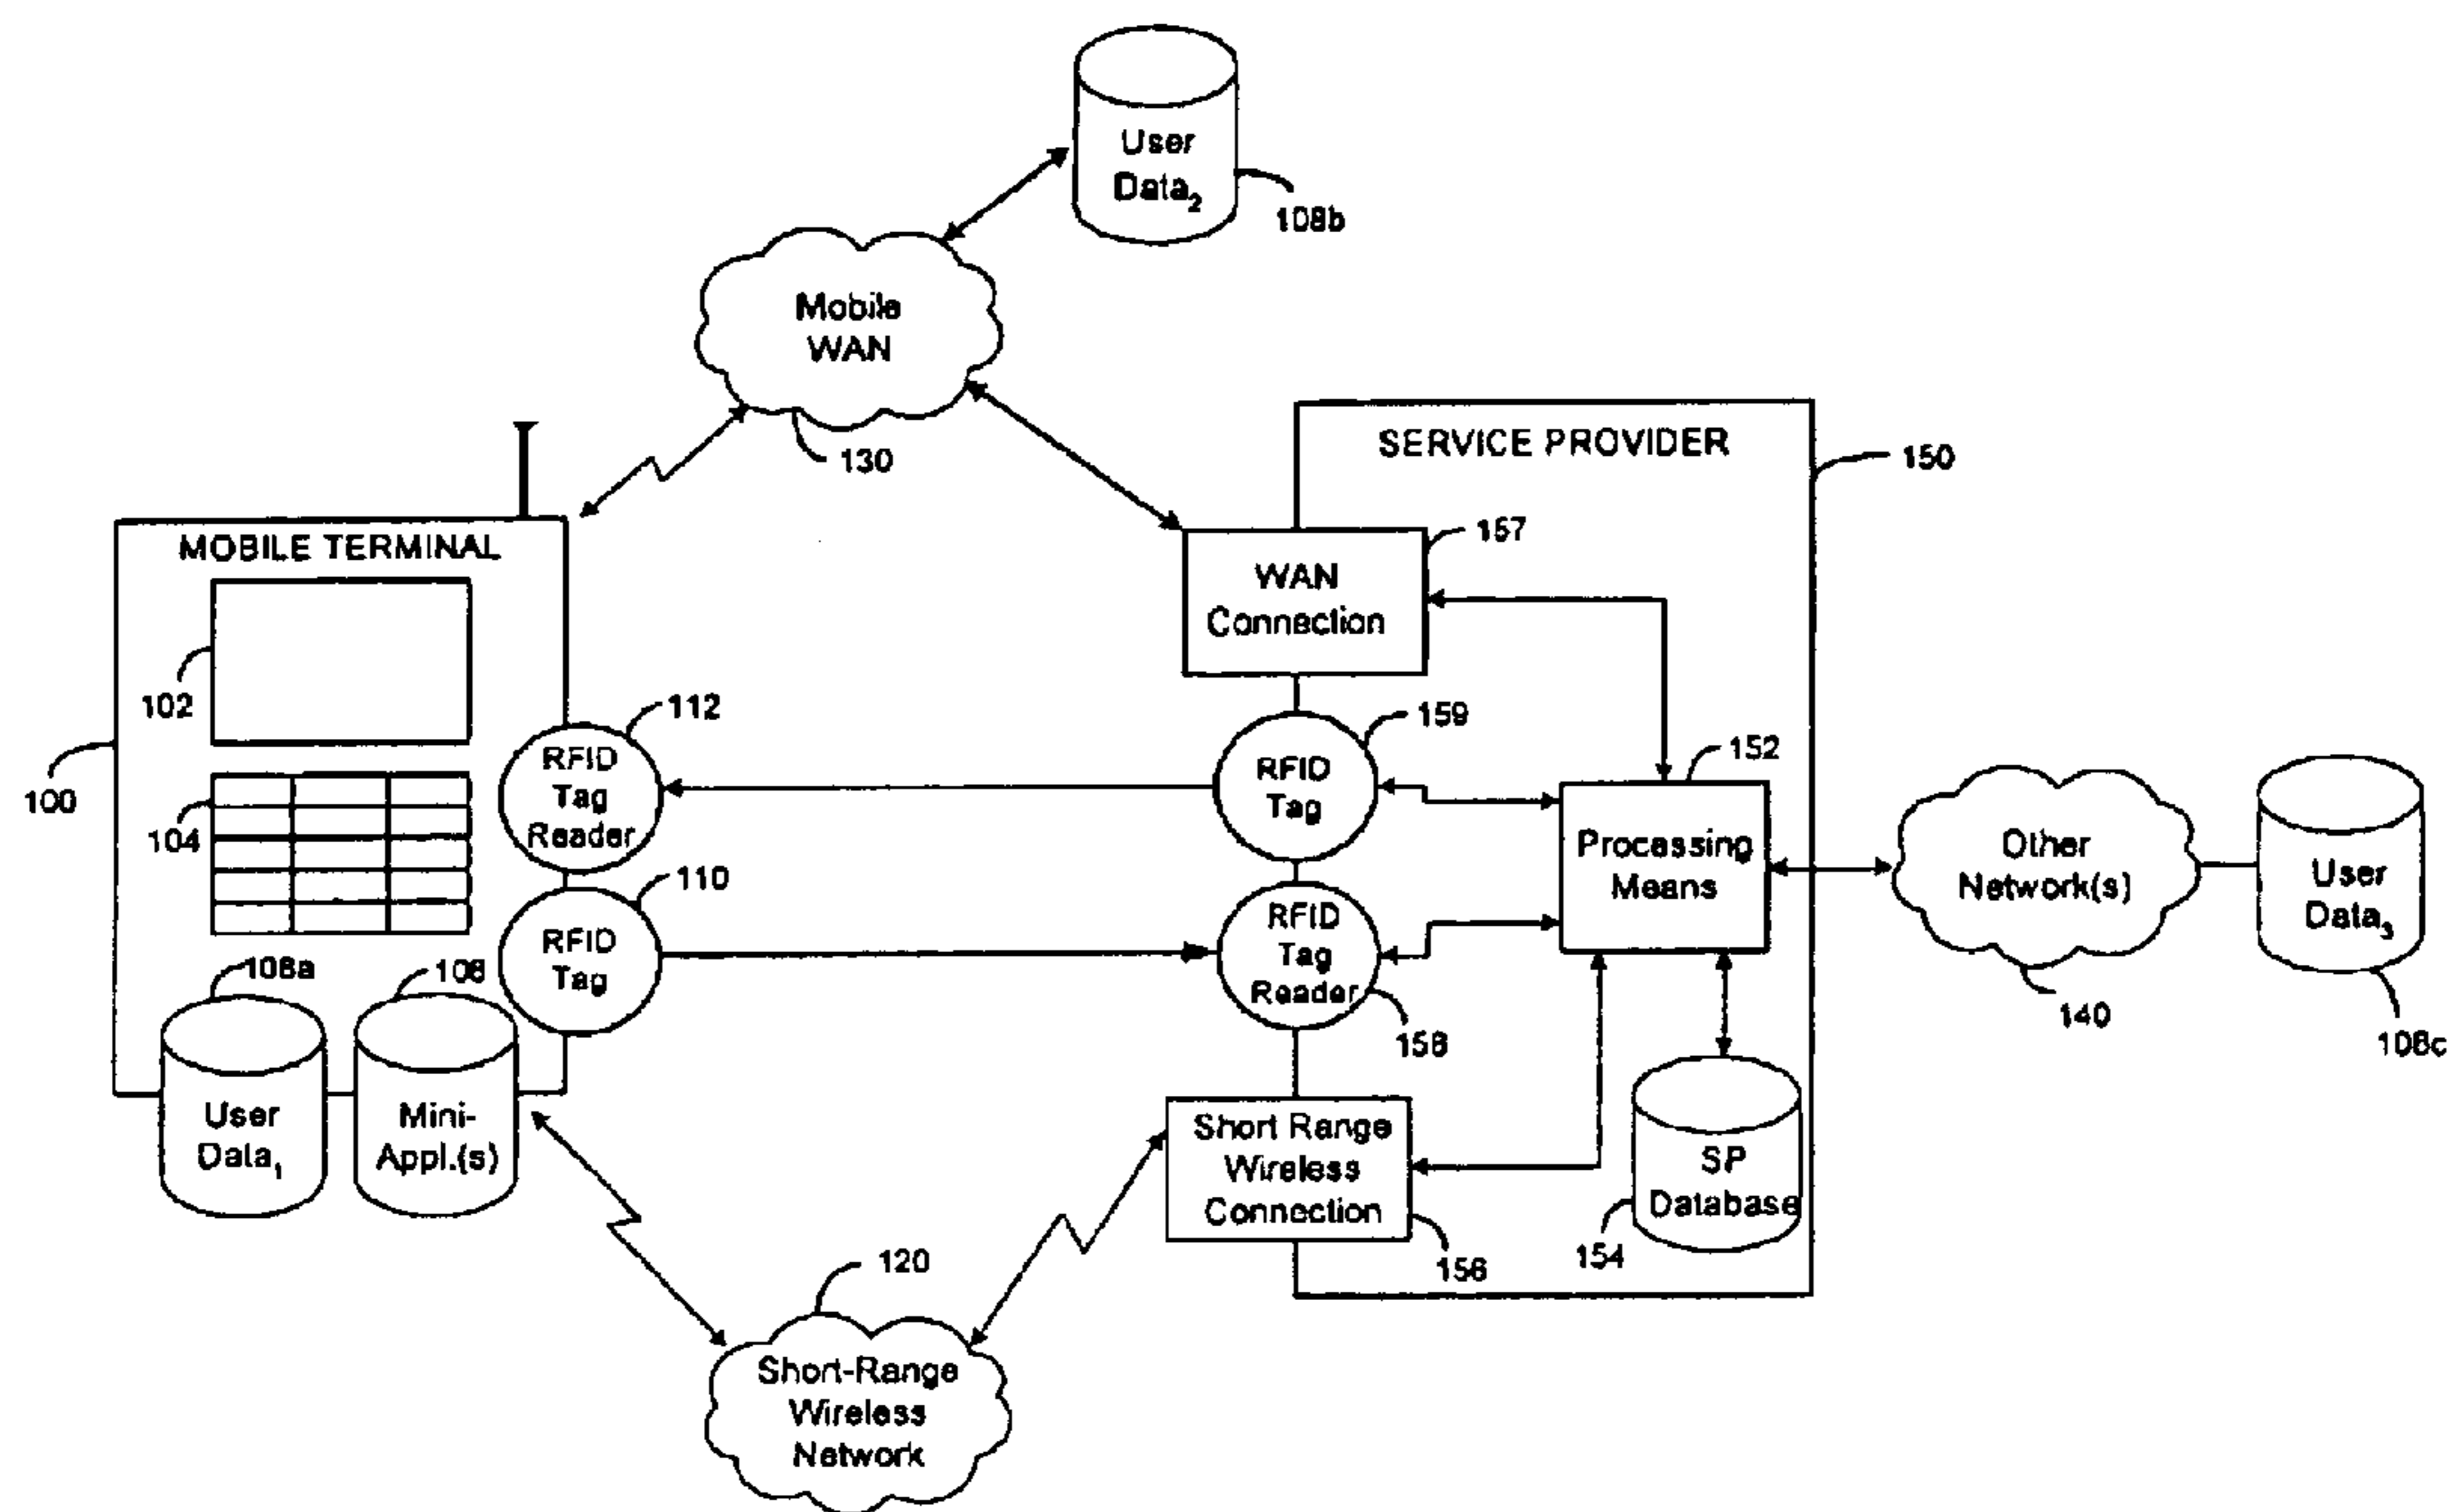 User
Data2
108b
Mobile
WAN
130
SERVICE PROVIDER
150
MOBILE TERMINAL
157
WAN
Connection
102
112
159
RFID
Tag
Reader
RFID
Tag
152
100
104
110
Processing
Means
Other
Network(s)
User
Data3
RFID
Tag
RFID
Tag
Reader
108a
108
158
140
108c
User
Data1
Mini-
Appl.(s)
Short Range
Wireless
Connection
SP
Database
154
156
120
Short-Range
Wireless
Network